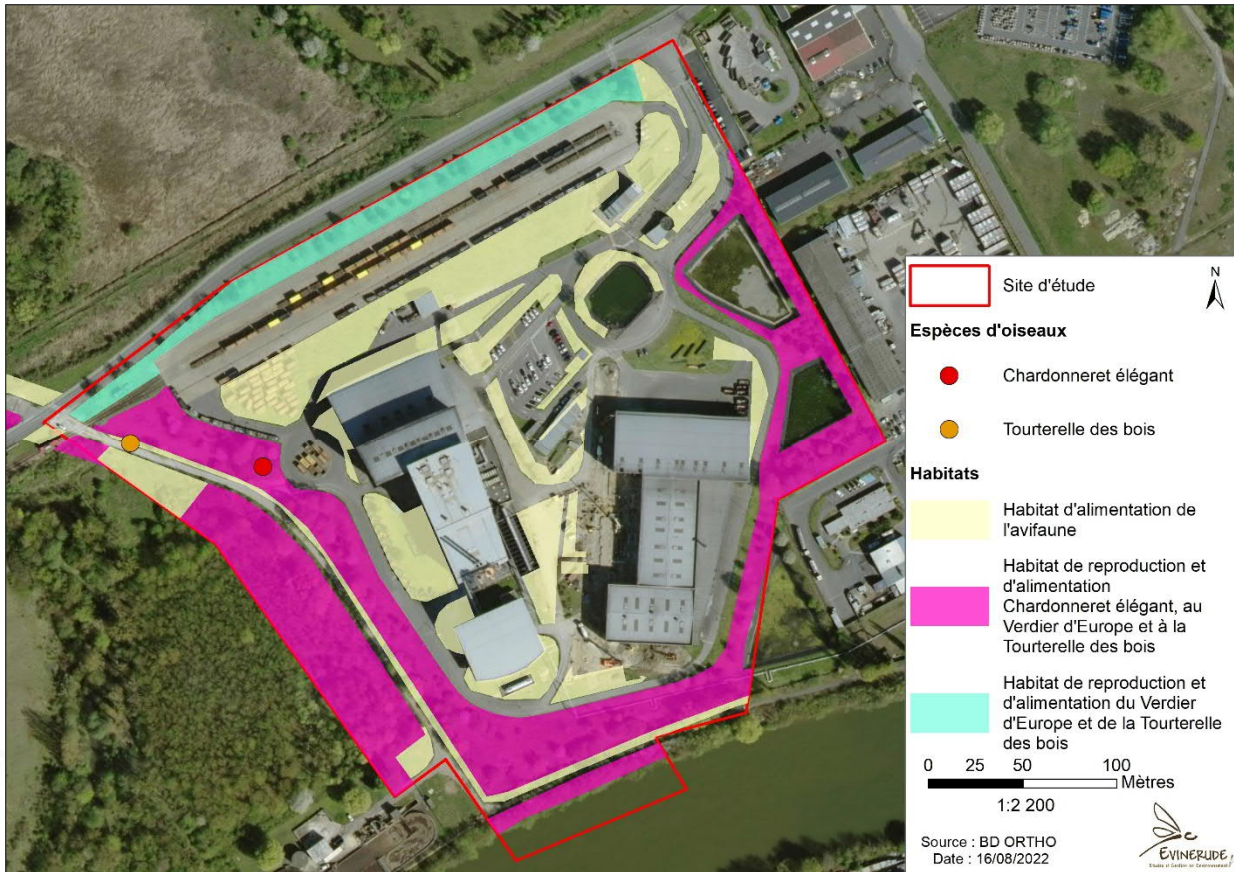 N
Site d'étude
Espèces d'oiseaux
Chardonneret élégant
Tourterelle des bois
Habitats
Habitat d'alimentation de
l'avifaune
Habitat de reproduction et
d'alimentation
Chardonneret élégant, au
Verdier d'Europe et à la
Tourterelle des bois
Habitat de reproduction et
d'alimentation du Verdier
d'Europe et de la Tourterelle
des bois
0 25 50 100
Mètres
1:2 200
Source : BD ORTHO
Date : 16/08/2022
EVINERUDE